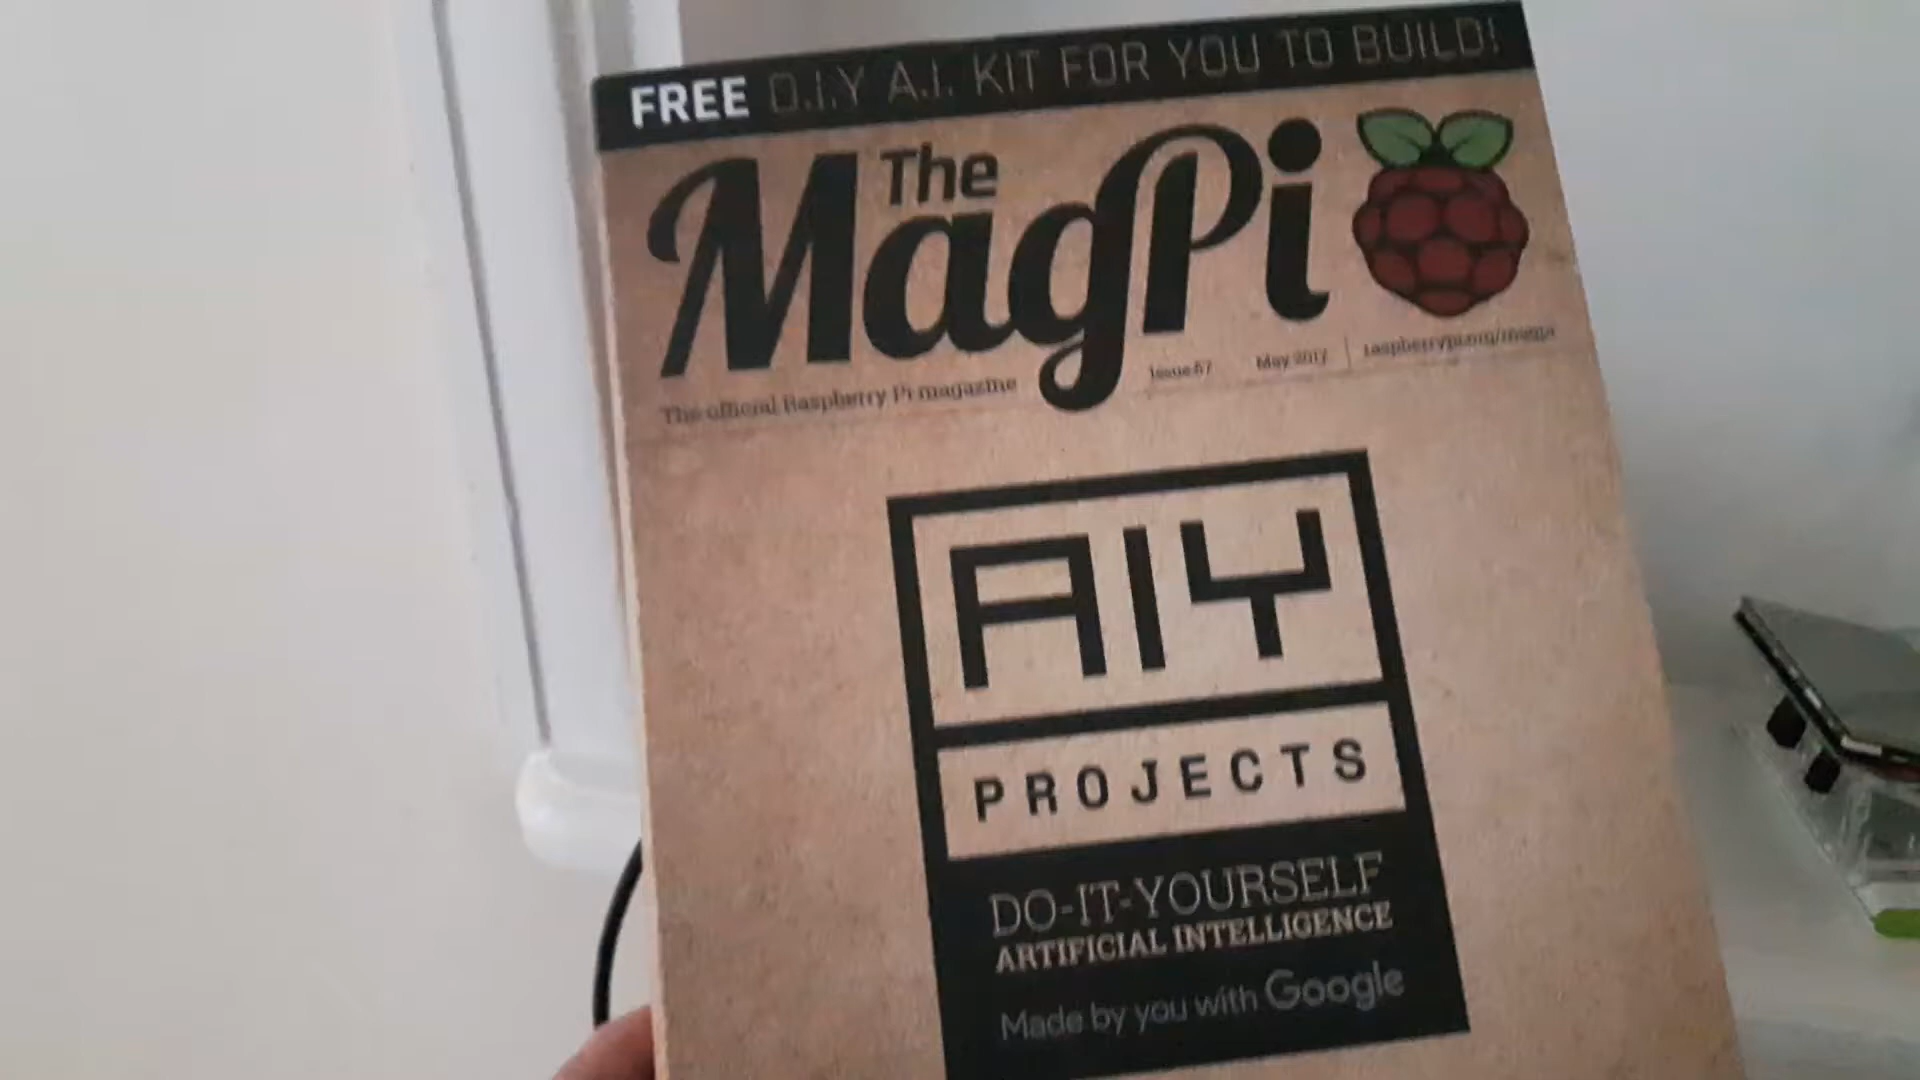 FREE D.I.Y A.I. KIT FOR YOU TO BUILD!
The
MagPi
The official Raspberry Pi magazine
Issue 57 May 2017 raspberrypi.org/magpi
AIY
PROJECTS
DO-IT-YOURSELF
ARTIFICIAL INTELLIGENCE
Made by you with Google